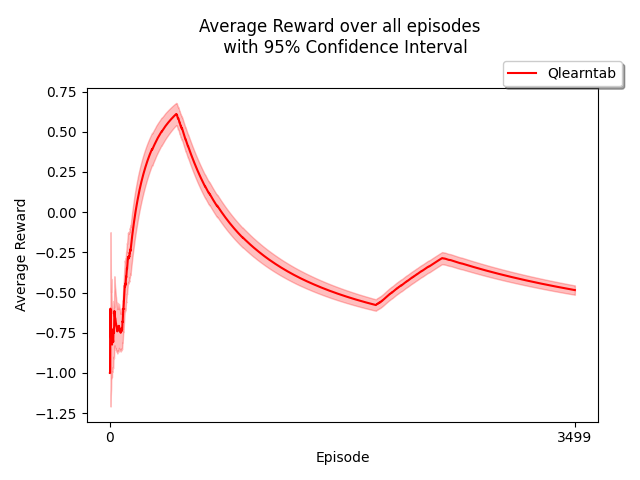 Average Reward over all episodes
with 95% Confidence Interval
Qlearntab
0.75
0.50
0.25
0.00
−0.25
−0.50
−0.75
−1.00
−1.25
Average Reward
0
3499
Episode